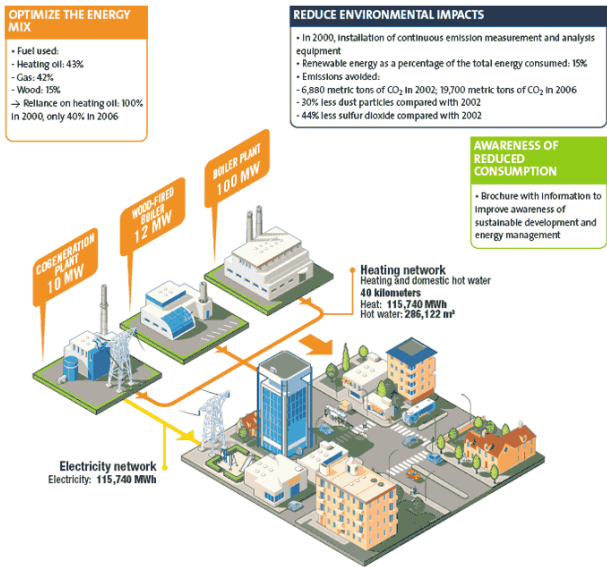 OPTIMIZE THE ENERGY
MIX
• Fuel used:
- Heating oil: 43%
- Gas: 42%
- Wood: 15%
→ Reliance on heating oil: 100%
in 2000, only 40% in 2006
REDUCE ENVIRONMENTAL IMPACTS
• In 2000, installation of continuous emission measurement and analysis
equipment
• Renewable energy as a percentage of the total energy consumed: 15%
• Emissions avoided:
- 6,880 metric tons of CO₂ in 2002; 19,700 metric tons of CO₂ in 2006
- 30% less dust particles compared with 2002
- 44% less sulfur dioxide compared with 2002
AWARENESS OF
REDUCED
CONSUMPTION
• Brochure with information to
improve awareness of
sustainable development and
energy management
BOILER PLANT
100 MW
WOOD-FIRED
BOILER
12 MW
COGENERATION
PLANT
10 MW
Heating network
Heating and domestic hot water
40 kilometers
Heat: 115,740 MWh
Hot water: 286,122 m³
Electricity network
Electricity: 115,740 MWh